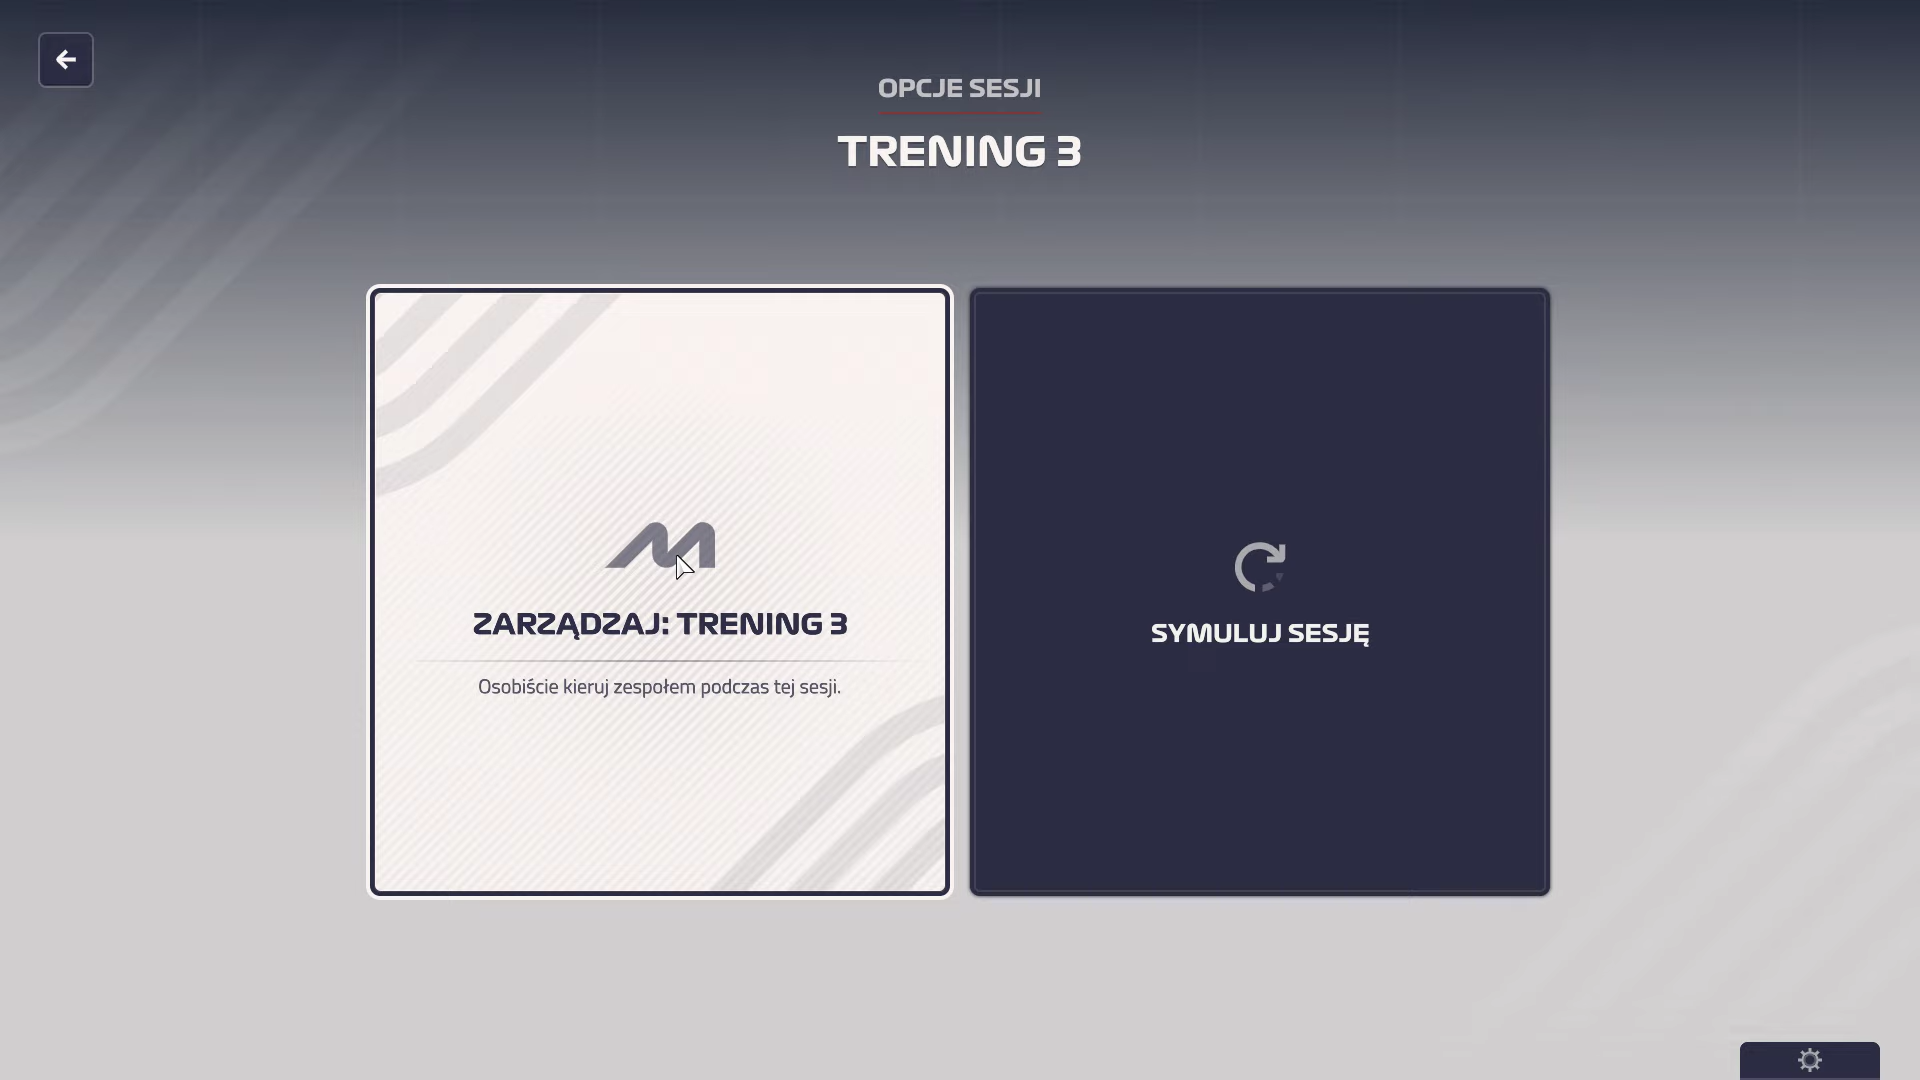 OPCJE SESJI
TRENING 3
ZARZĄDZAJ: TRENING 3
Osobiście kieruj zespołem podczas tej sesji.
SYMULUJ SESJĘ